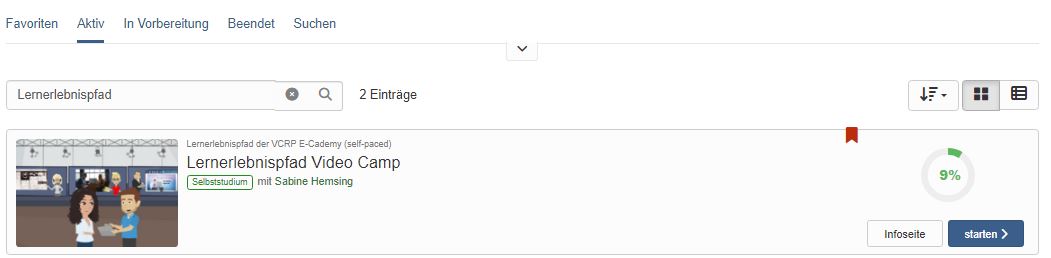 Favoriten Aktiv In Vorbereitung Beendet Suchen
Lernerlebnispfad 2 Einträge
Lernerlebnispfad der VCRP E-Cademy (self-paced)
Lernerlebnispfad Video Camp
Selbststudium mit Sabine Hemsing
9%
Infoseite starten